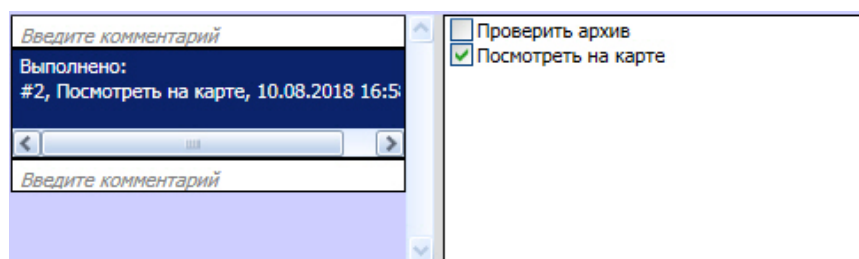 Введите комментарий
Выполнено:
#2, Посмотреть на карте, 10.08.2018 16:5
Введите комментарий
Проверить архив
Посмотреть на карте